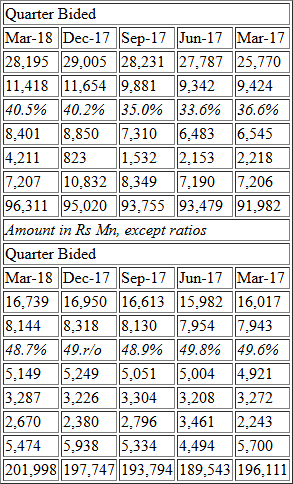 Quarter Bided
Mar-18 Dec-17 Sep-17 Jun-17 Mar-17
28,195 29,005 28,231 27,787 25,770
11,418 11,654 9,881 9,342 9,424
40.5% 40.2% 35.0% 33.6% 36.6%
8,401 8,850 7,310 6,483 6,545
4,211 823 1,532 2,153 2,218
7,207 10,832 8,349 7,190 7,206
96,311 95,020 93,755 93,479 91,982
Amount in Rs Mn, except ratios
Quarter Bided
Mar-18 Dec-17 Sep-17 Jun-17 Mar-17
16,739 16,950 16,613 15,982 16,017
8,144 8,318 8,130 7,954 7,943
48.7% 49.r/o 48.9% 49.8% 49.6%
5,149 5,249 5,051 5,004 4,921
3,287 3,226 3,304 3,208 3,272
2,670 2,380 2,796 3,461 2,243
5,474 5,938 5,334 4,494 5,700
201,998 197,747 193,794 189,543 196,111